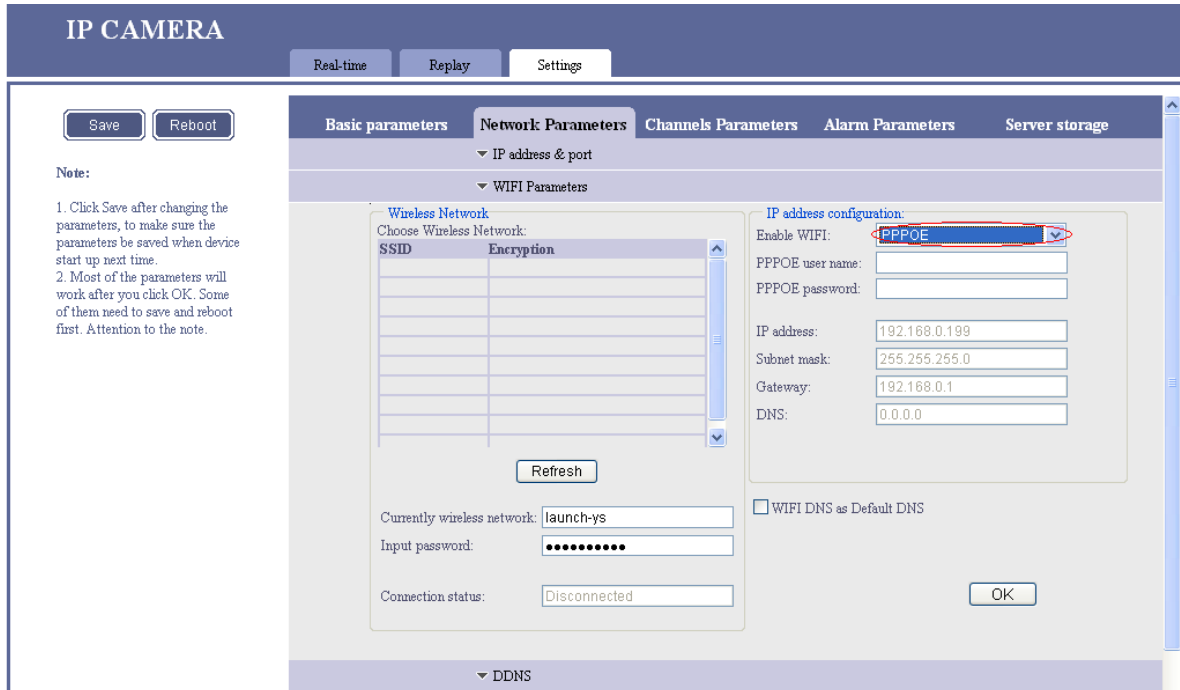 IP CAMERA
Real-time Replay Settings
Save Reboot
Note:
1. Click Save after changing the
parameters, to make sure the
parameters be saved when device
start up next time.
2. Most of the parameters will
work after you click OK. Some
of them need to save and reboot
first. Attention to the note.
Basic parameters Network Parameters Channels Parameters Alarm Parameters Server storage
IP address & port
WIFI Parameters
Wireless Network
Choose Wireless Network:
SSID Encryption
Refresh
Currently wireless network: launch-ys
Input password: ●●●●●●●●●●
Connection status: Disconnected
IP address configuration:
Enable WIFI: PPPOE
PPPOE user name:
PPPOE password:
IP address: 192.168.0.199
Subnet mask: 255.255.255.0
Gateway: 192.168.0.1
DNS: 0.0.0.0
WIFI DNS as Default DNS
OK
DDNS